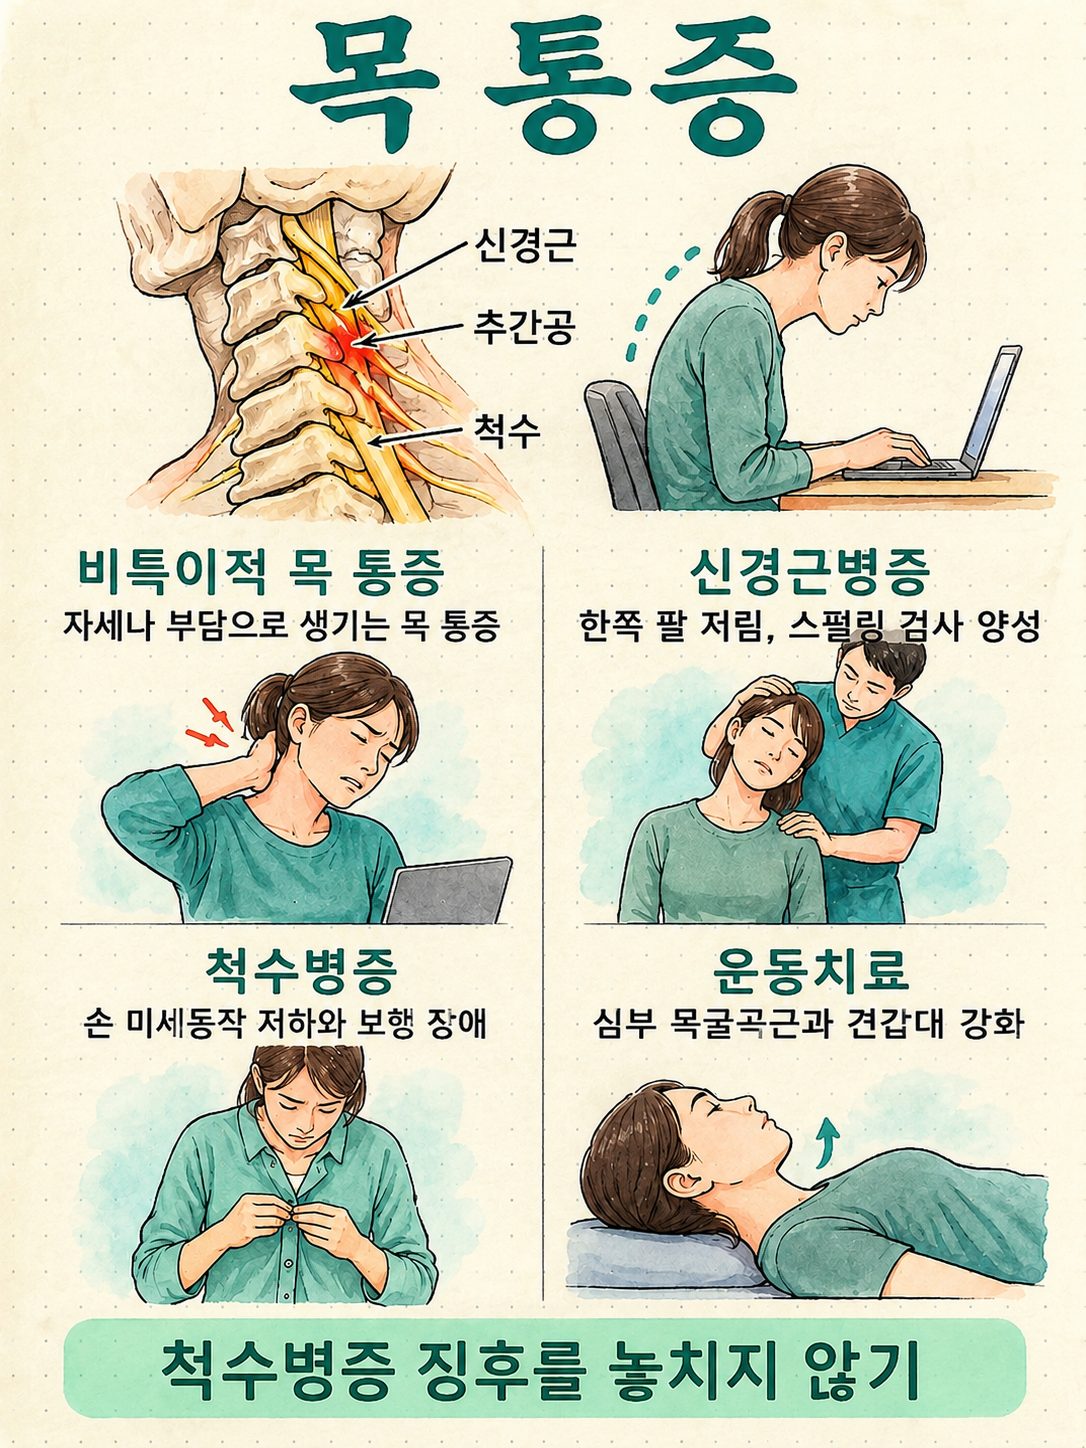 목 통증
신경근
추간공
척수
비특이적 목 통증
자세나 부담으로 생기는 목 통증
신경근병증
한쪽 팔 저림, 스펄링 검사 양성
척수병증
손 미세동작 저하와 보행 장애
운동치료
심부 목굴곡근과 견갑대 강화
척수병증 징후를 놓치지 않기